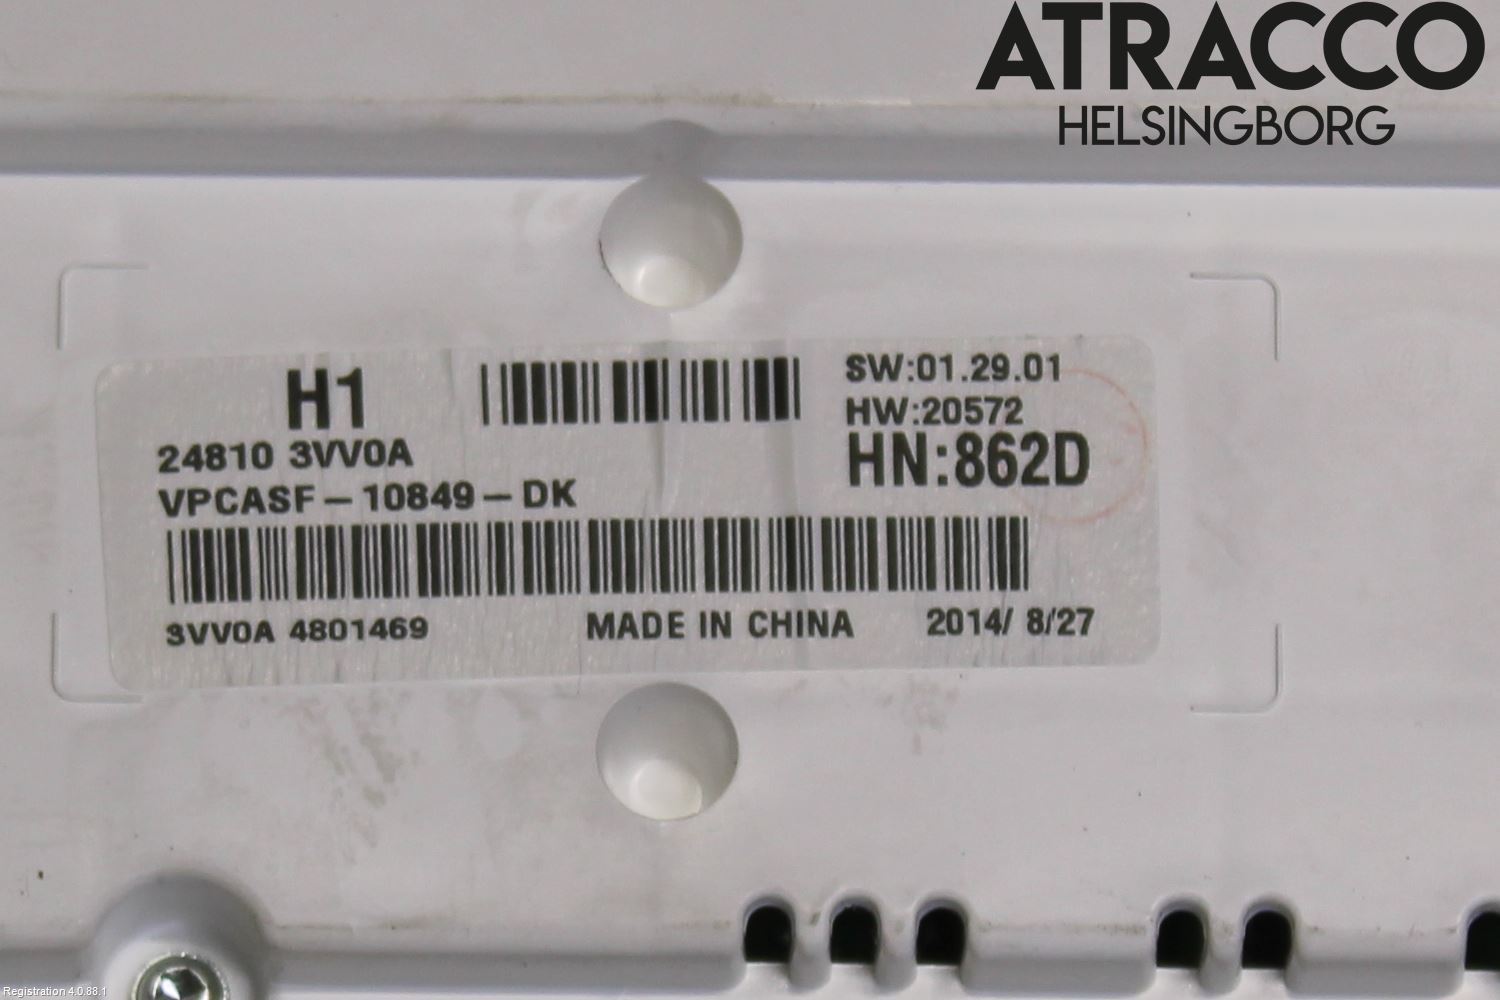 ATRACCO
HELSINGBORG
H1
24810 3VV0A
VPCASF-10849-DK
SW:01.29.01
HW:20572
HN:862D
3VV0A 4801469 MADE IN CHINA 2014/ 8/27
Registration 4.0.88.1